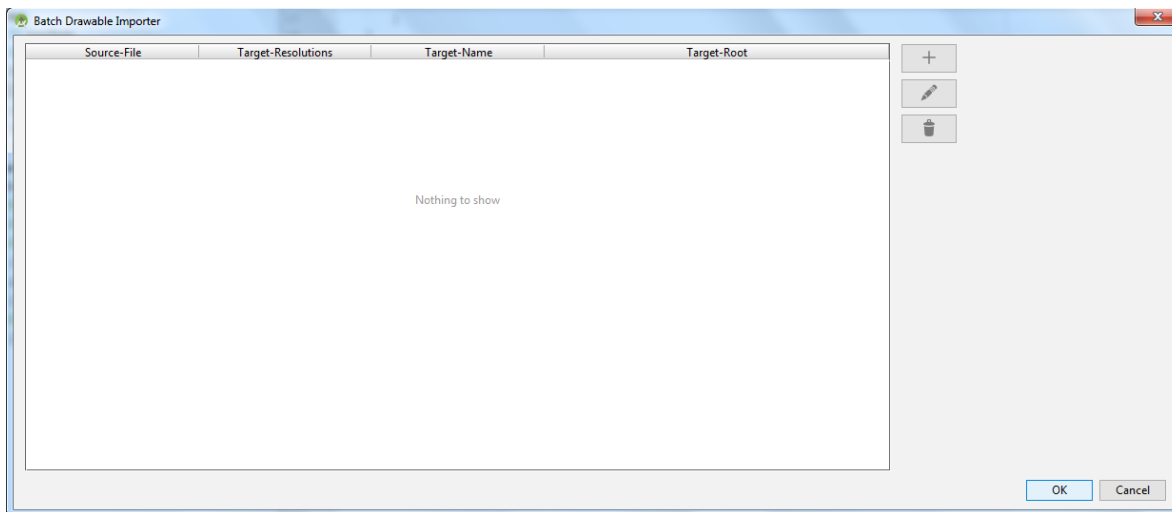 Batch Drawable Importer
Source-File Target-Resolutions Target-Name Target-Root
Nothing to show
OK Cancel